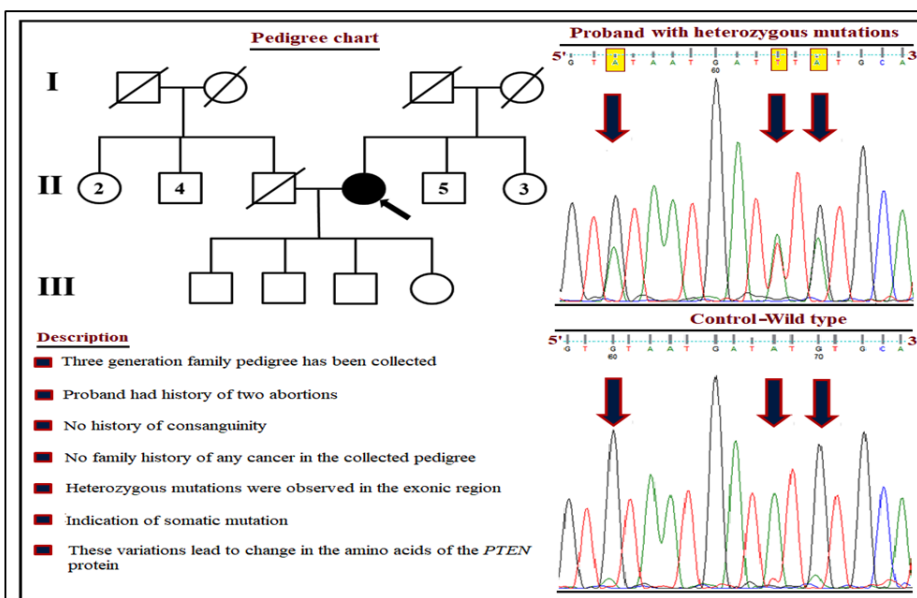 Pedigree chart
I
II
2
4
5
3
III
Description
Three generation family pedigree has been collected
Proband had history of two abortions
No history of consanguinity
No family history of any cancer in the collected pedigree
Heterozygous mutations were observed in the exonic region
Indication of somatic mutation
These variations lead to change in the amino acids of the PTEN
protein
Proband with heterozygous mutations
5' 3'
G T A T A A T G A T T T A T G C A
60
Control-Wild type
5' 3'
G T G T A A T G A T A T G T G C A
60 70